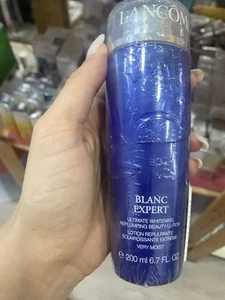 LANCÔM
BLANC
EXPERT
ULTIMATE WHITENING
REPLUMPING BEAUTY LOTION
LOTION REPULPANTE
ÉCLAIRCISSANTE EXTRÊME
VERY MOIST
℮ 200 ml 6.7 FL. OZ.